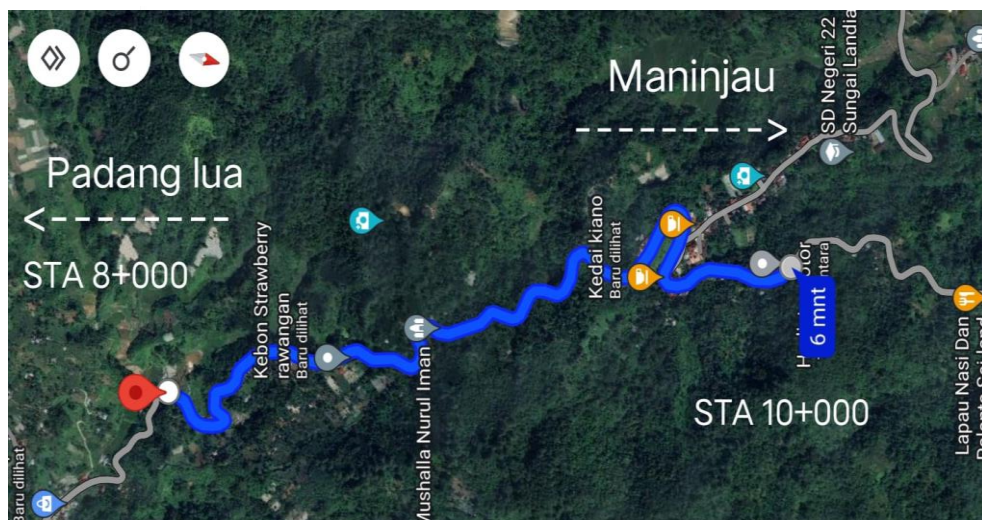 Maninjau
SD Negeri 22
Sungai Landia
Padang lua
STA 8+000
Kebon Strawberry
rawangan
Baru dilihat
Kedai kiano
Baru dilihat
6 mnt
Mushalla Nurul Iman
STA 10+000
Lapau Nasi Dan
Baru dilihat